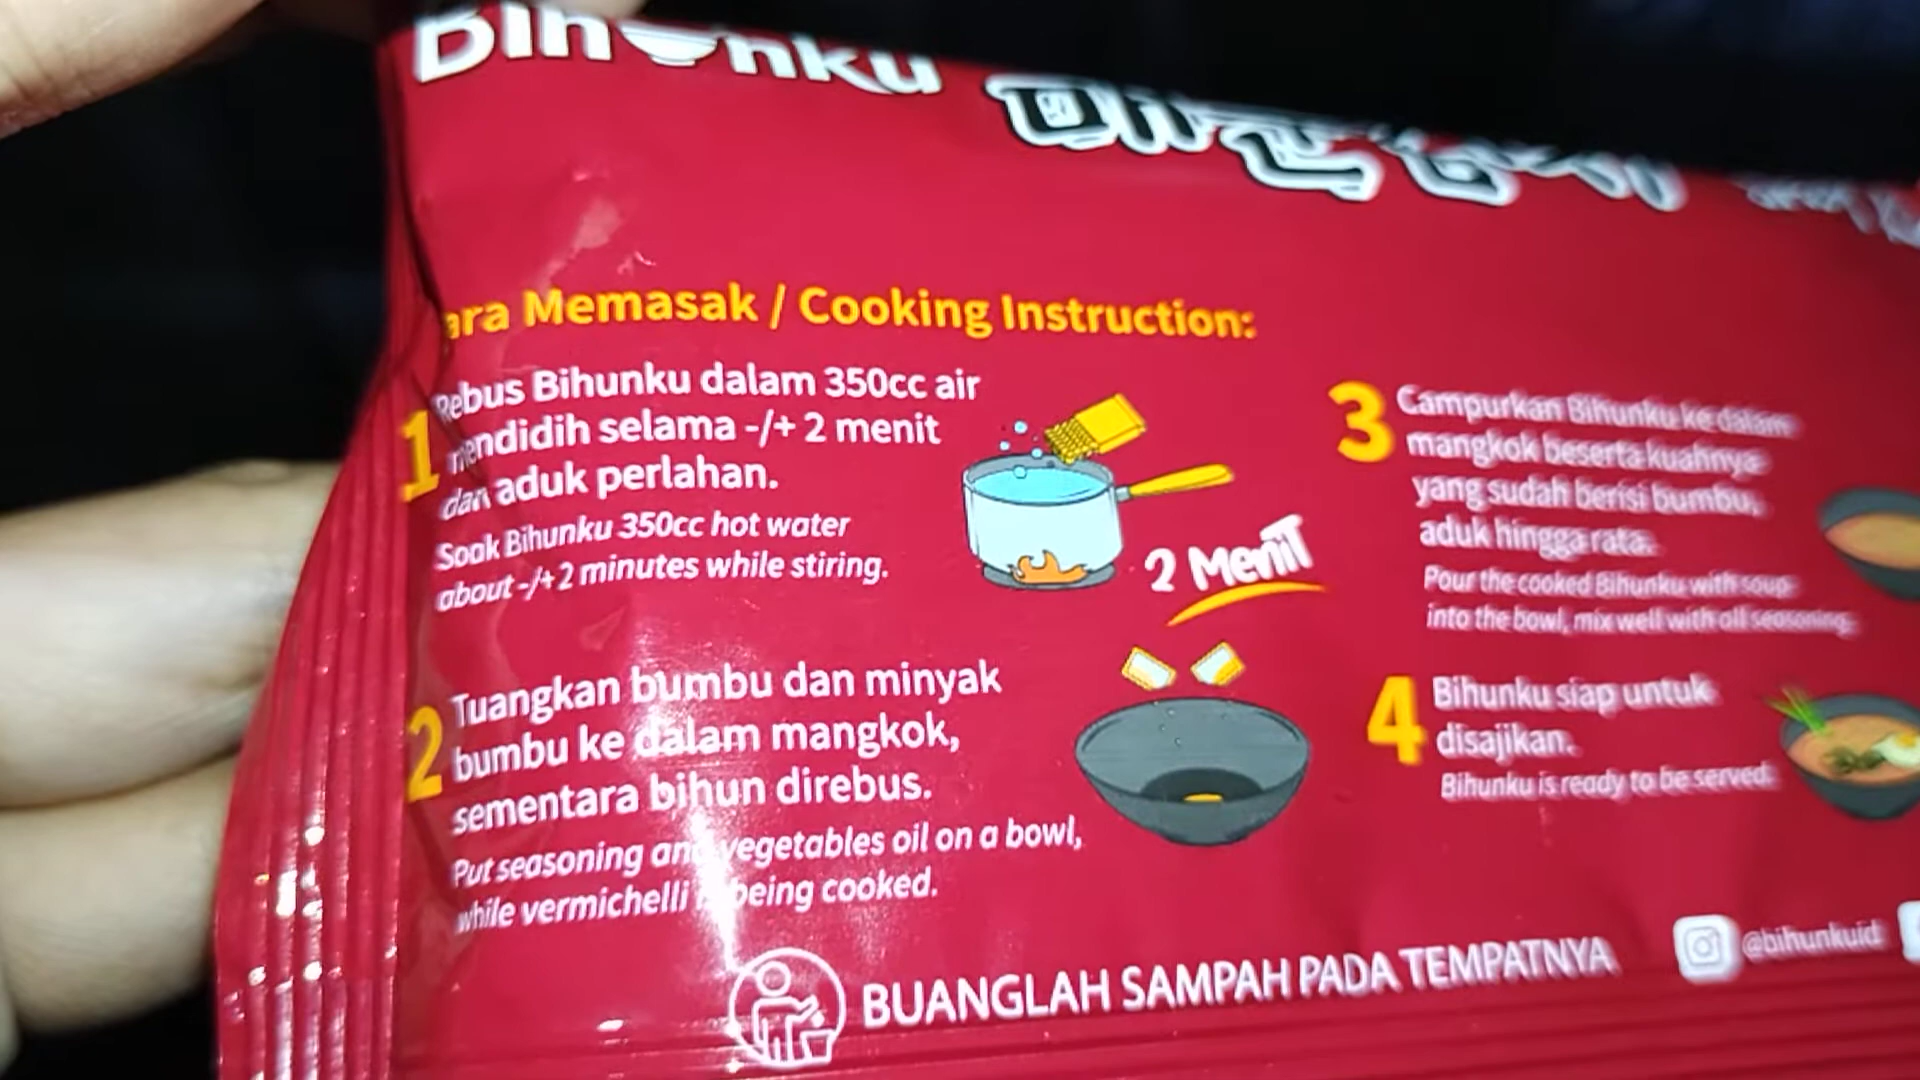 Bihunku
ara Memasak / Cooking Instruction:
1
Rebus Bihunku dalam 350cc air
mendidih selama -/+ 2 menit
dan aduk perlahan.
Soak Bihunku 350cc hot water
about -/+ 2 minutes while stiring.
2 Menit
2
Tuangkan bumbu dan minyak
bumbu ke dalam mangkok,
sementara bihun direbus.
Put seasoning and vegetables oil on a bowl,
while vermichelli is being cooked.
3
Campurkan Bihunku ke dalam
mangkok beserta kuahnya
yang sudah berisi bumbu,
aduk hingga rata.
Pour the cooked Bihunku with soup
into the bowl, mix well with all seasoning.
4
Bihunku siap untuk
disajikan.
Bihunku is ready to be served.
BUANGLAH SAMPAH PADA TEMPATNYA
@bihunkuid